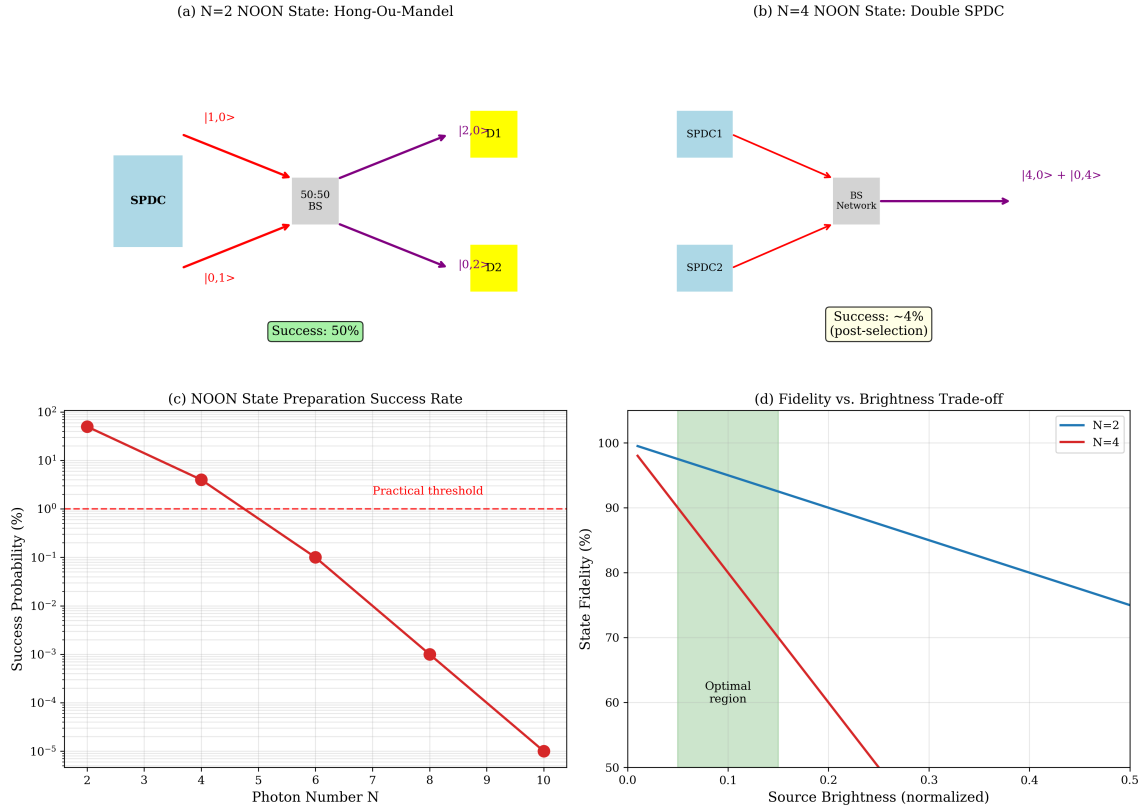 (a) N=2 NOON State: Hong-Ou-Mandel
|1,0>
|2,0>
D1
SPDC
50:50
BS
|0,1>
|0,2>
D2
Success: 50%
(b) N=4 NOON State: Double SPDC
SPDC1
|4,0> + |0,4>
BS
Network
SPDC2
Success: ~4%
(post-selection)
(c) NOON State Preparation Success Rate
Success Probability (%)
10²
10¹
10⁰
10⁻¹
10⁻²
10⁻³
10⁻⁴
10⁻⁵
Practical threshold
2 3 4 5 6 7 8 9 10
Photon Number N
(d) Fidelity vs. Brightness Trade-off
State Fidelity (%)
100
90
80
70
60
50
N=2
N=4
Optimal
region
0.0 0.1 0.2 0.3 0.4 0.5
Source Brightness (normalized)